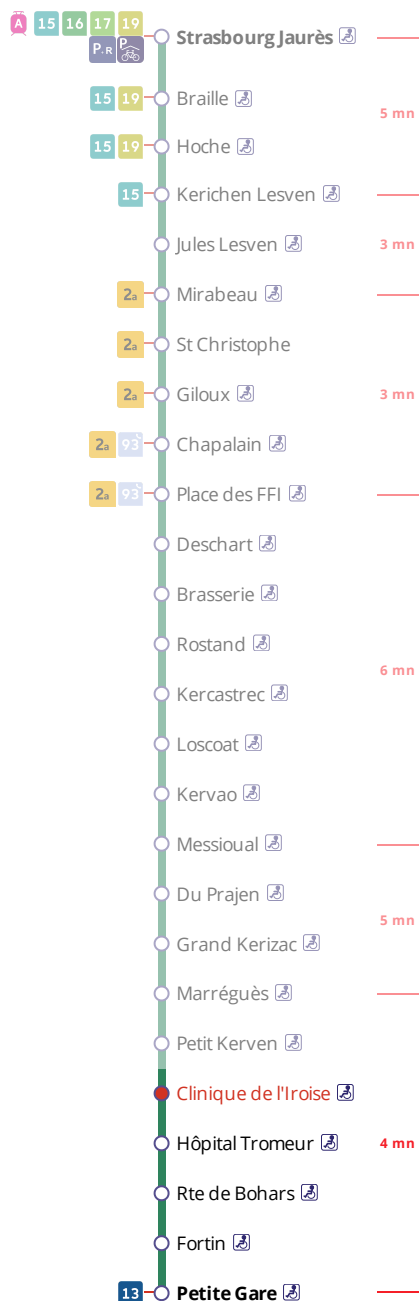 A 15 16 17 19 Strasbourg Jaurès
P+R P
15 19 Braille
5 mn
15 19 Hoche
15 Kerichen Lesven
Jules Lesven 3 mn
2a Mirabeau
2a St Christophe
2a Giloux 3 mn
2a 93 Chapalain
2a 93 Place des FFI
Deschart
Brasserie
Rostand
6 mn
Kercastrec
Loscoat
Kervao
Messioual
Du Prajen
5 mn
Grand Kerizac
Marréguès
Petit Kerven
Clinique de l'Iroise
Hôpital Tromeur 4 mn
Rte de Bohars
Fortin
13 Petite Gare